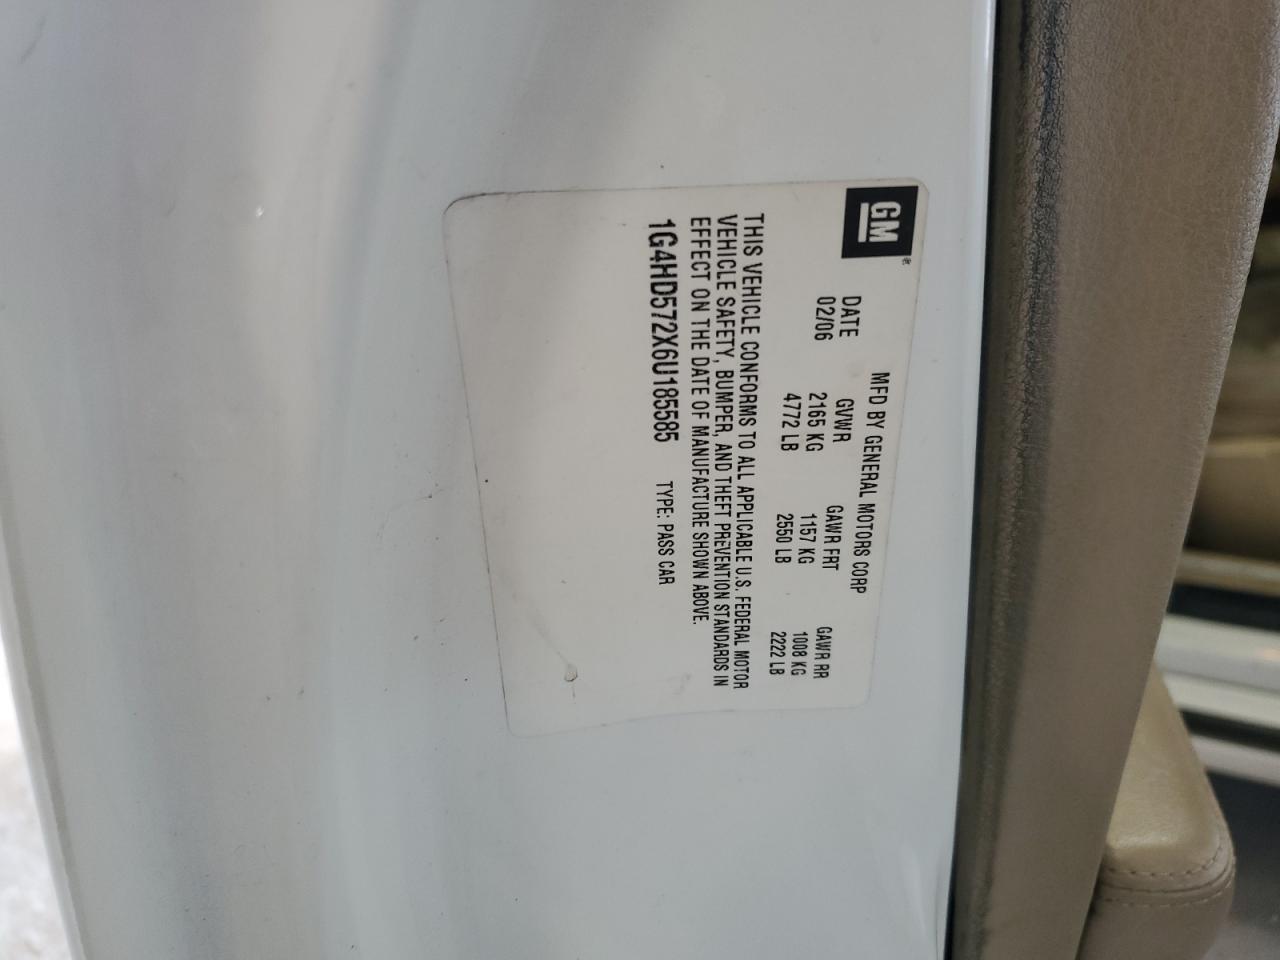 GM
MFD BY GENERAL MOTORS CORP
DATE GVWR GAWR FRT GAWR RR
02/06 2165 KG 1157 KG 1008 KG
4772 LB 2550 LB 2222 LB
THIS VEHICLE CONFORMS TO ALL APPLICABLE U.S. FEDERAL MOTOR
VEHICLE SAFETY, BUMPER, AND THEFT PREVENTION STANDARDS IN
EFFECT ON THE DATE OF MANUFACTURE SHOWN ABOVE.
1G4HD572X6U185585 TYPE: PASS CAR